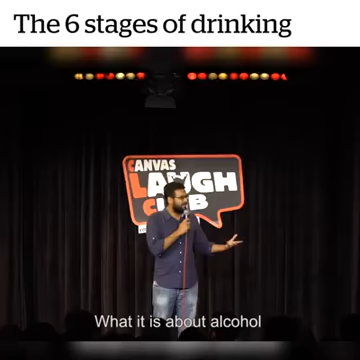 The 6 stages of drinking
CANVAS
LAUGH
CLUB
What it is about alcohol